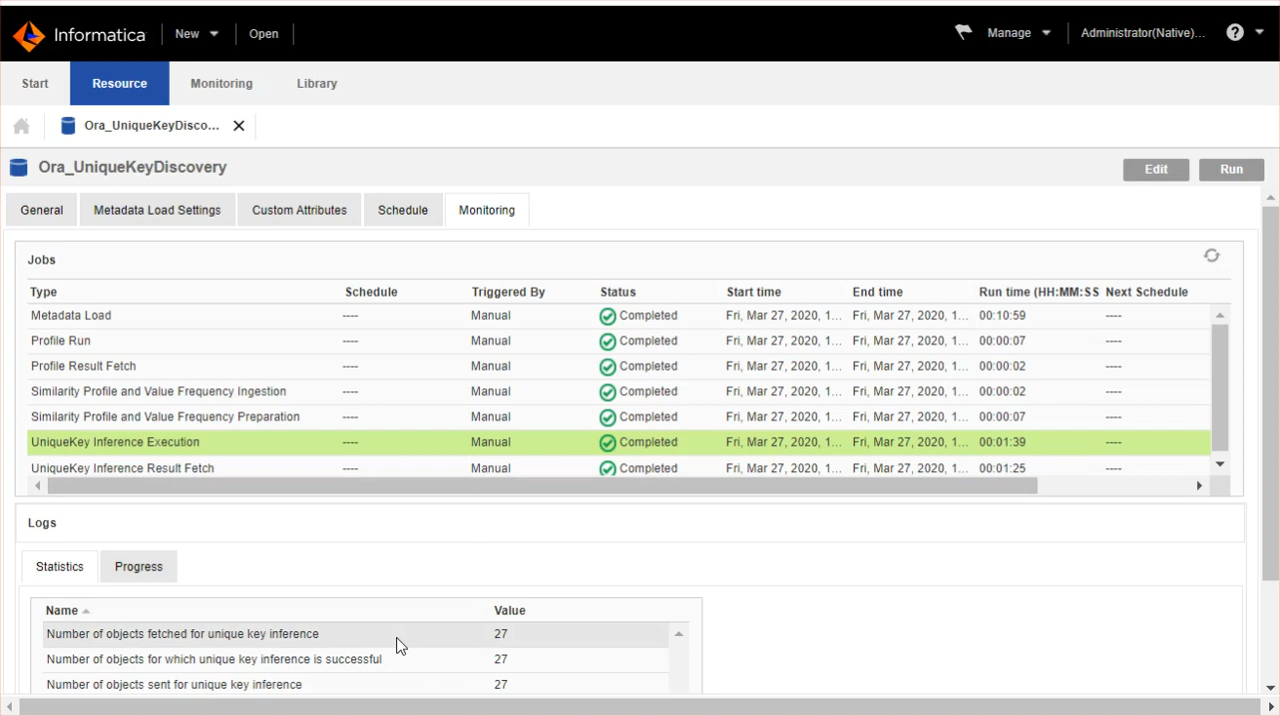 Informatica New Open Manage Administrator(Native)... ?
Start Resource Monitoring Library
Ora_UniqueKeyDisco...
Ora_UniqueKeyDiscovery Edit Run
General Metadata Load Settings Custom Attributes Schedule Monitoring
Jobs
Type Schedule Triggered By Status Start time End time Run time (HH:MM:SS Next Schedule
Metadata Load ---- Manual Completed Fri, Mar 27, 2020, 1... Fri, Mar 27, 2020, 1... 00:10:59 ----
Profile Run ---- Manual Completed Fri, Mar 27, 2020, 1... Fri, Mar 27, 2020, 1... 00:00:07 ----
Profile Result Fetch ---- Manual Completed Fri, Mar 27, 2020, 1... Fri, Mar 27, 2020, 1... 00:00:02 ----
Similarity Profile and Value Frequency Ingestion ---- Manual Completed Fri, Mar 27, 2020, 1... Fri, Mar 27, 2020, 1... 00:00:02 ----
Similarity Profile and Value Frequency Preparation ---- Manual Completed Fri, Mar 27, 2020, 1... Fri, Mar 27, 2020, 1... 00:00:07 ----
UniqueKey Inference Execution ---- Manual Completed Fri, Mar 27, 2020, 1... Fri, Mar 27, 2020, 1... 00:01:39 ----
UniqueKey Inference Result Fetch ---- Manual Completed Fri, Mar 27, 2020, 1... Fri, Mar 27, 2020, 1... 00:01:25 ----
Logs
Statistics Progress
Name Value
Number of objects fetched for unique key inference 27
Number of objects for which unique key inference is successful 27
Number of objects sent for unique key inference 27